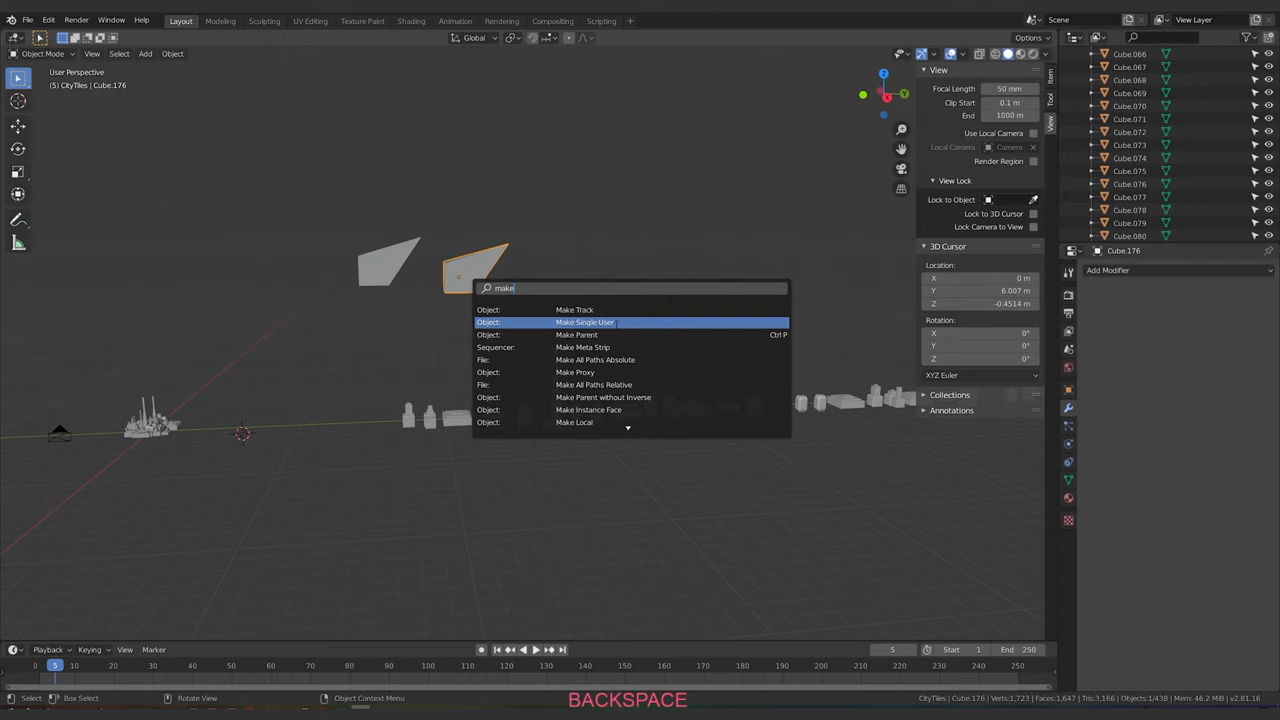 File Edit Render Window Help Layout Modeling Sculpting UV Editing Texture Paint Shading Animation Rendering Compositing Scripting + Scene View Layer
Global Options
Object Mode View Select Add Object
User Perspective
(5) CityTiles | Cube.176
Z
Y
X
View
Focal Length 50 mm
Clip Start 0.1 m
End 1000 m
Use Local Camera
Local Camera Camera
Render Region
View Lock
Lock to Object
Lock to 3D Cursor
Lock Camera to View
3D Cursor
Location:
X 0 m
Y 6.007 m
Z -0.4514 m
Rotation:
X 0°
Y 0°
Z 0°
XYZ Euler
Collections
Annotations
Item
Tool
View
Cube.066
Cube.067
Cube.068
Cube.069
Cube.070
Cube.071
Cube.072
Cube.073
Cube.074
Cube.075
Cube.076
Cube.077
Cube.078
Cube.079
Cube.080
Cube.176
Add Modifier
make
Object: Make Track
Object: Make Single User
Object: Make Parent Ctrl P
Sequencer: Make Meta Strip
File: Make All Paths Absolute
Object: Make Proxy
File: Make All Paths Relative
Object: Make Parent without Inverse
Object: Make Instance Face
Object: Make Local
Playback Keying View Marker 5 Start 1 End 250
0 5 10 20 30 40 50 60 70 80 90 100 110 120 130 140 150 160 170 180 190 200 210 220 230 240 250
Select Box Select Rotate View Object Context Menu CityTiles | Cube.176 | Verts:1,723 | Faces:1,647 | Tris:3,166 | Objects:1/438 | Mem: 46.2 MiB | v2.81.16
BACKSPACE